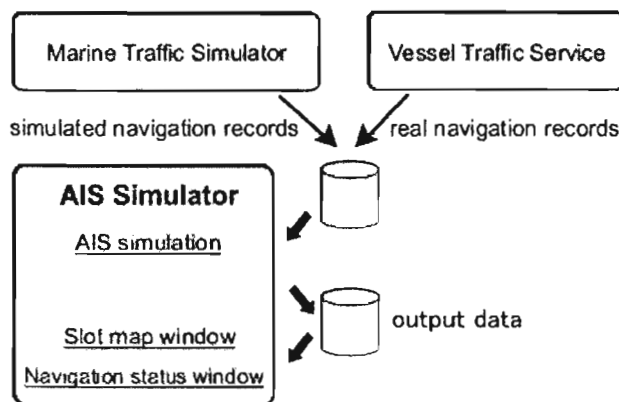 Marine Traffic Simulator
Vessel Traffic Service
simulated navigation records
real navigation records
AIS Simulator
AIS simulation
output data
Slot map window
Navigation status window